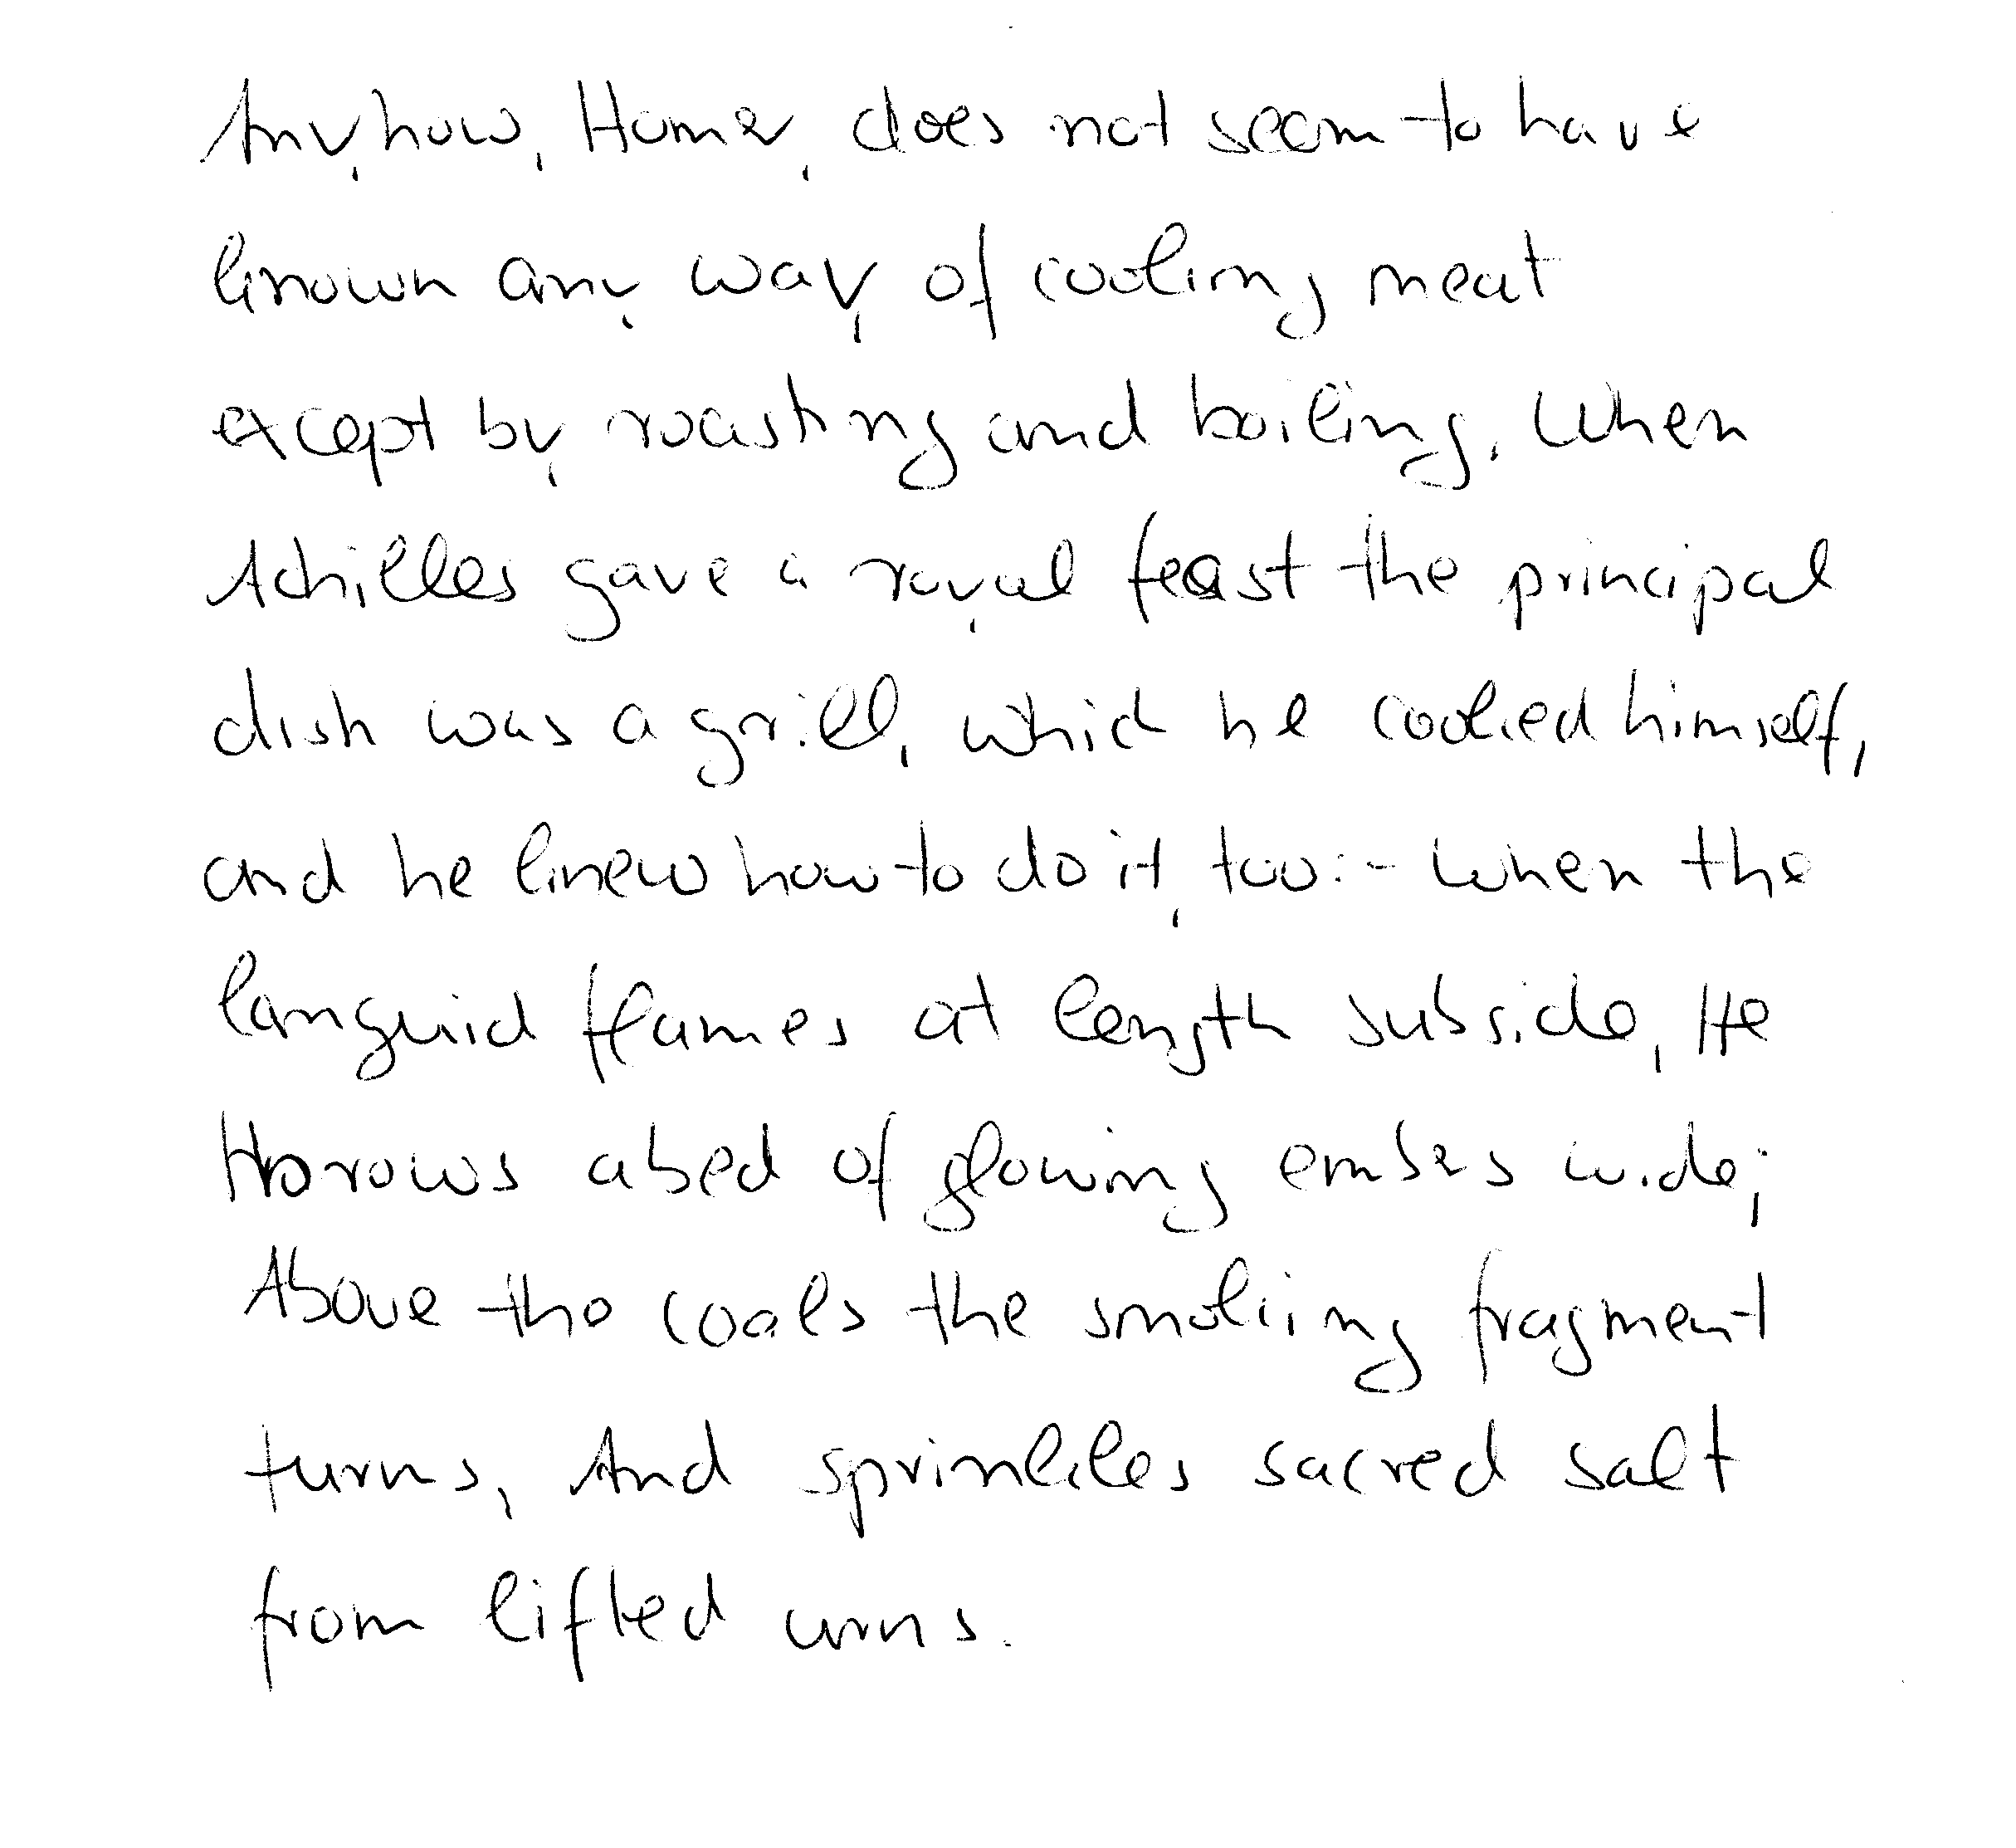 Anyhow, Homer, does not seem to have
known any way of cooking meat
except by roasting and boiling. When
Achilles gave a royal feast the principal
dish was a grill, which he cooked himself,
and he knew how to do it, too:- When the
languid flames at length subside, He
throws a bed of glowing embers wide;
Above the coals the smoking fragment
turns, And sprinkles sacred salt
from lifted urns.